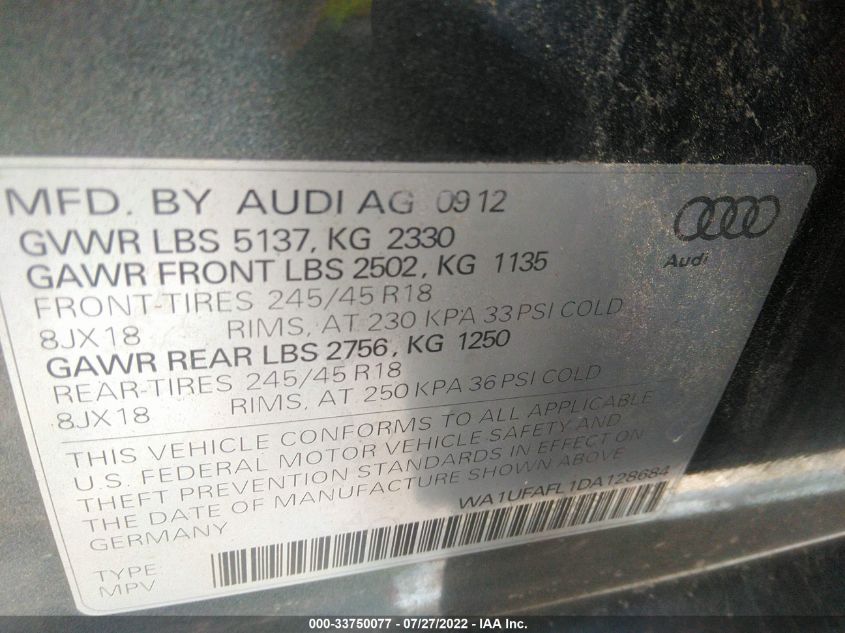 MFD. BY AUDI AG 09 12
GVWR LBS 5137, KG 2330
GAWR FRONT LBS 2502, KG 1135
FRONT-TIRES 245/45 R18
8JX18 RIMS, AT 230 KPA 33 PSI COLD
GAWR REAR LBS 2756, KG 1250
REAR-TIRES 245/45 R18
8JX18 RIMS, AT 250 KPA 36 PSI COLD
Audi
THIS VEHICLE CONFORMS TO ALL APPLICABLE
U.S. FEDERAL MOTOR VEHICLE SAFETY AND
THEFT PREVENTION STANDARDS IN EFFECT ON
THE DATE OF MANUFACTURE SHOWN ABOVE
GERMANY WA1UFAFL1DA128684
TYPE
MPV
000-33750077 - 07/27/2022 - IAA Inc.